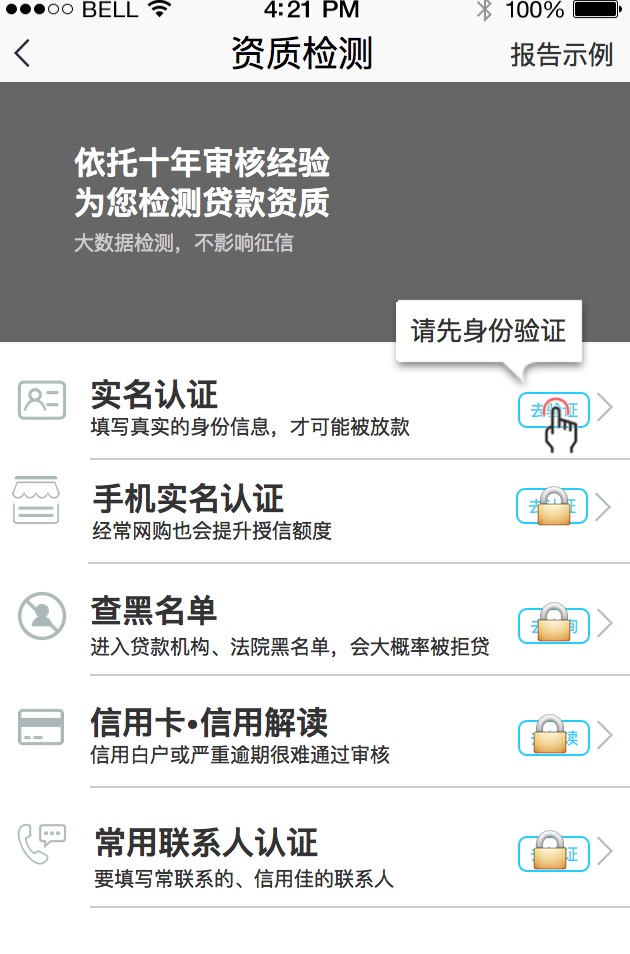 BELL 4:21 PM 100%
资质检测 报告示例
依托十年审核经验
为您检测贷款资质
大数据检测，不影响征信
请先身份验证
实名认证
填写真实的身份信息，才可能被放款
去验证
手机实名认证
经常网购也会提升授信额度
去 证
查黑名单
进入贷款机构、法院黑名单，会大概率被拒贷
询
信用卡•信用解读
信用白户或严重逾期很难通过审核
读
常用联系人认证
要填写常联系的、信用佳的联系人
证